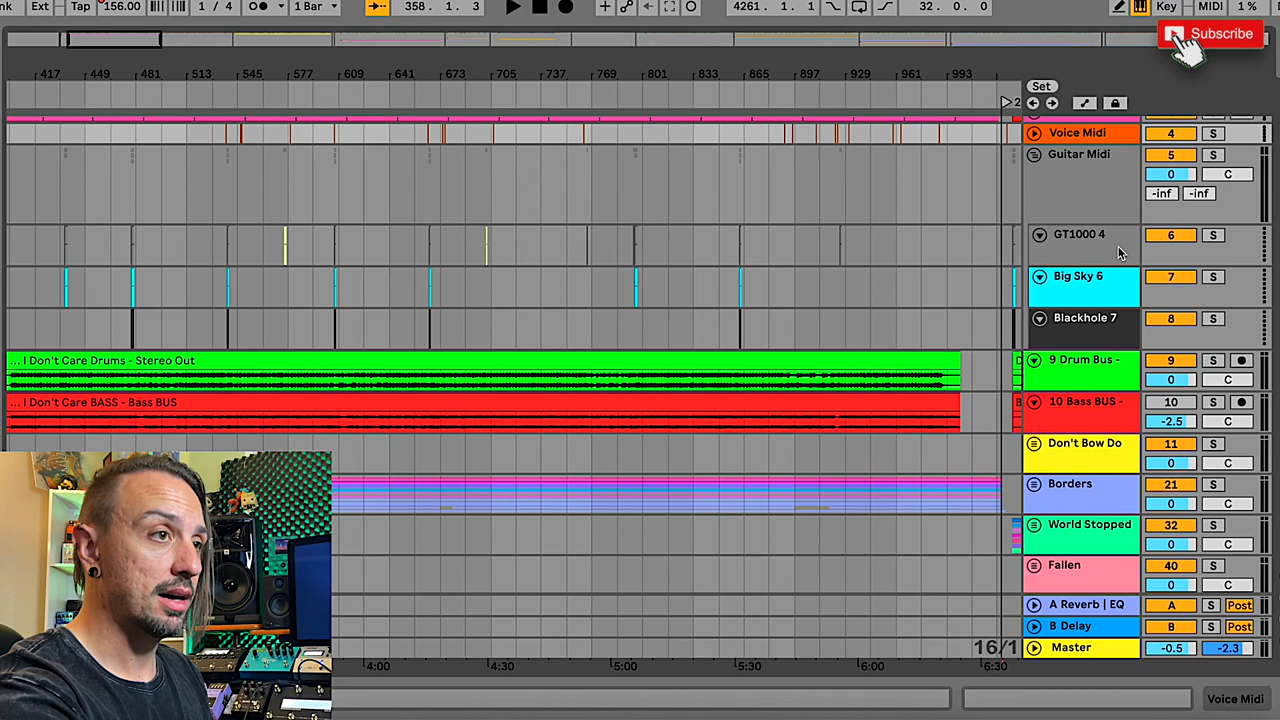 nk Ext Tap 156.00 1 / 4 1 Bar 358. 1. 3 4261. 1. 1 32. 0. 0 Key MIDI 1 %
Subscribe
417 449 481 513 545 577 609 641 673 705 737 769 801 833 865 897 929 961 993
Set
2
Voice Midi 4 S
Guitar Midi 5 S
0 C
-inf -inf
GT1000 4 6 S
Big Sky 6 7 S
Blackhole 7 8 S
... I Don't Care Drums - Stereo Out D 9 Drum Bus - 9 S
0 C
... I Don't Care BASS - Bass BUS B 10 Bass BUS - 10 S
-2.5 C
Don't Bow Do 11 S
0 C
Borders 21 S
0 C
World Stopped 32 S
0 C
Fallen 40 S
0 C
A Reverb | EQ A S Post
B Delay B S Post
16/1 Master -0.5 -2.3
4:00 4:30 5:00 5:30 6:00 6:30
Voice Midi